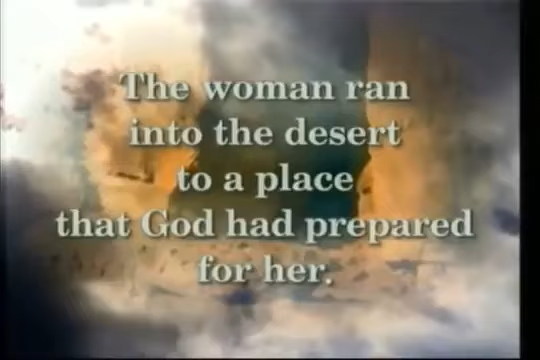 The woman ran
into the desert
to a place
that God had prepared
for her.